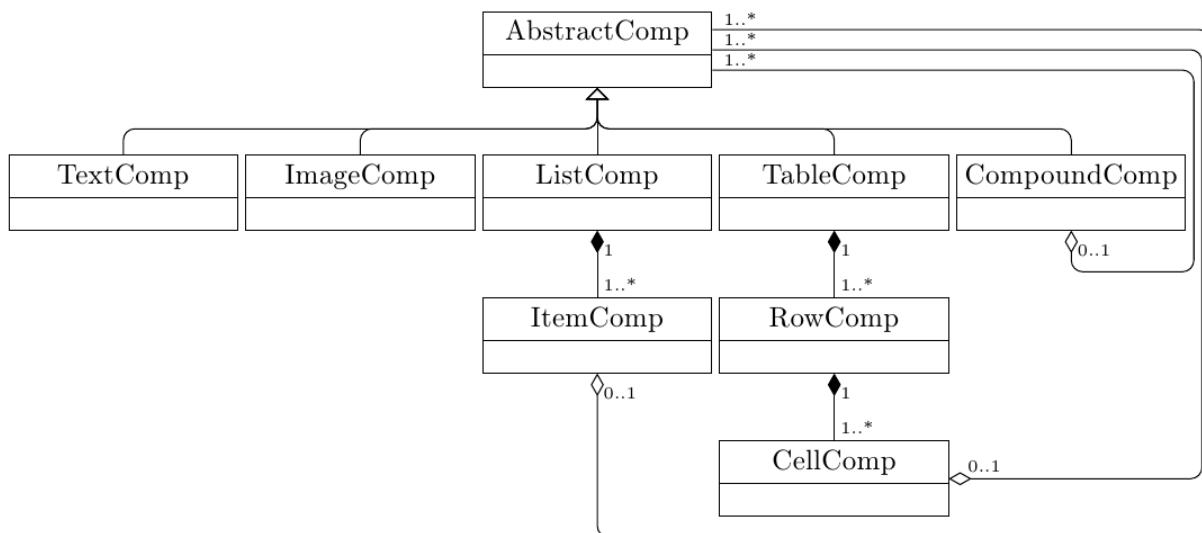 1..*
AbstractComp
1..*
1..*
TextComp
ImageComp
ListComp
TableComp
CompoundComp
1
1
0..1
1..*
1..*
ItemComp
RowComp
0..1
1
1..*
CellComp
0..1